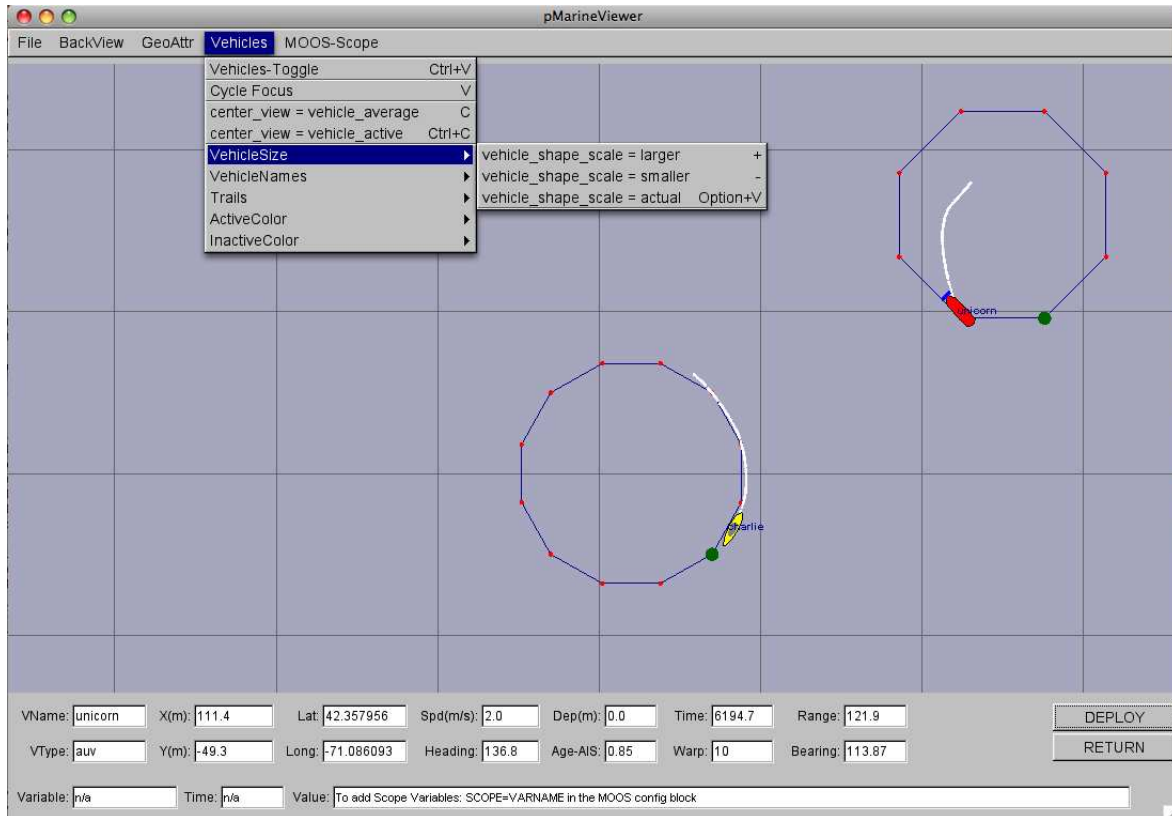 pMarineViewer
File BackView GeoAttr Vehicles MOOS-Scope
Vehicles-Toggle Ctrl+V
Cycle Focus V
center_view = vehicle_average C
center_view = vehicle_active Ctrl+C
VehicleSize
vehicle_shape_scale = larger +
VehicleNames
vehicle_shape_scale = smaller -
Trails
vehicle_shape_scale = actual Option+V
ActiveColor
InactiveColor
unicorn
charlie
VName: unicorn X(m): 111.4 Lat: 42.357956 Spd(m/s): 2.0 Dep(m): 0.0 Time: 6194.7 Range: 121.9 DEPLOY
VType: auv Y(m): -49.3 Long: -71.086093 Heading: 136.8 Age-AIS: 0.85 Warp: 10 Bearing: 113.87 RETURN
Variable: n/a Time: n/a Value: To add Scope Variables: SCOPE=VARNAME in the MOOS config block